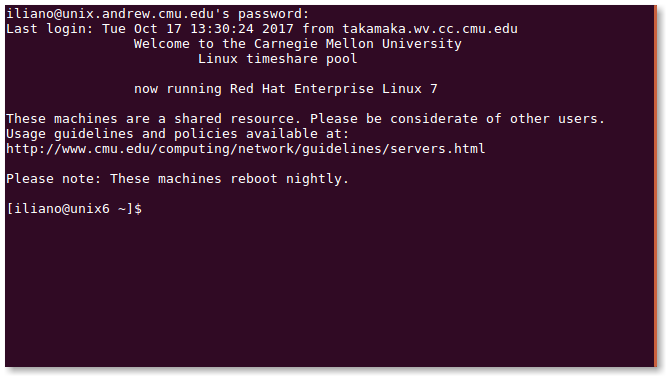 iliano@unix.andrew.cmu.edu's password:
Last login: Tue Oct 17 13:30:24 2017 from takamaka.wv.cc.cmu.edu
Welcome to the Carnegie Mellon University
Linux timeshare pool
now running Red Hat Enterprise Linux 7
These machines are a shared resource. Please be considerate of other users.
Usage guidelines and policies available at:
http://www.cmu.edu/computing/network/guidelines/servers.html
Please note: These machines reboot nightly.
[iliano@unix6 ~]$